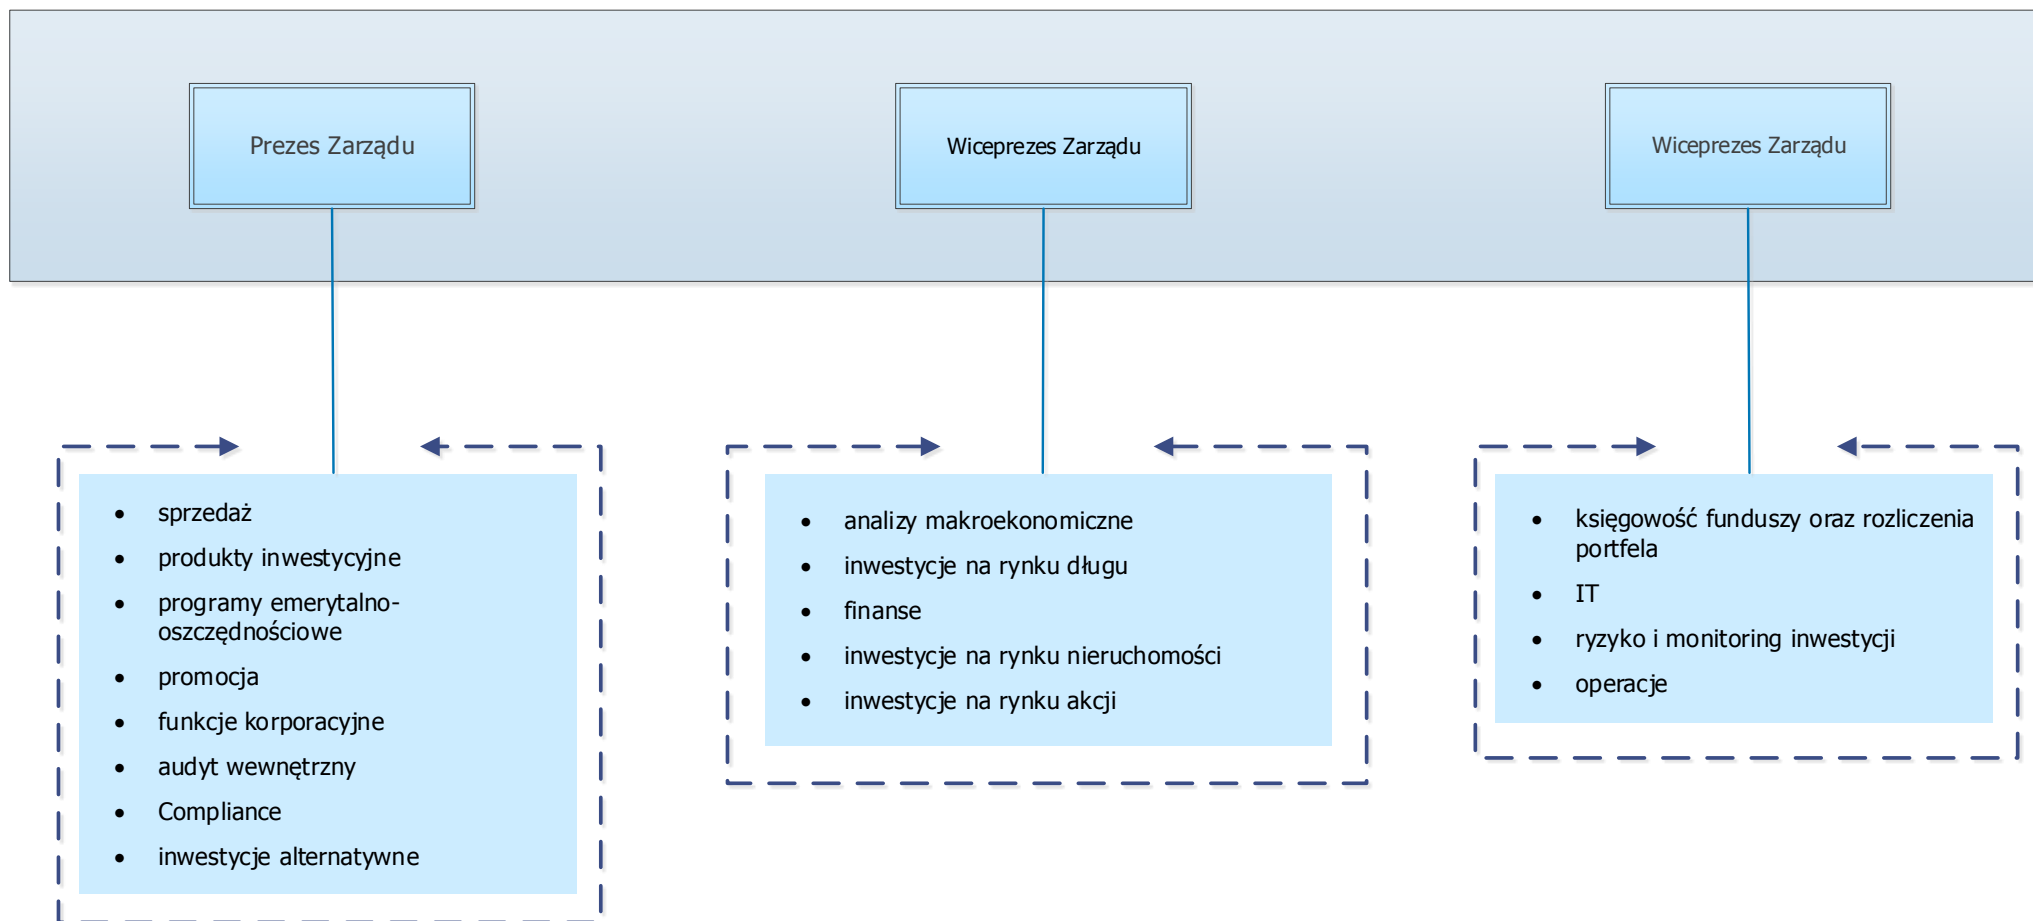 Prezes Zarządu
Wiceprezes Zarządu
Wiceprezes Zarządu
• sprzedaż
• produkty inwestycyjne
• programy emerytalno-
oszczędnościowe
• promocja
• funkcje korporacyjne
• audyt wewnętrzny
• Compliance
• inwestycje alternatywne
• analizy makroekonomiczne
• inwestycje na rynku długu
• finanse
• inwestycje na rynku nieruchomości
• inwestycje na rynku akcji
• księgowość funduszy oraz rozliczenia
portfela
• IT
• ryzyko i monitoring inwestycji
• operacje